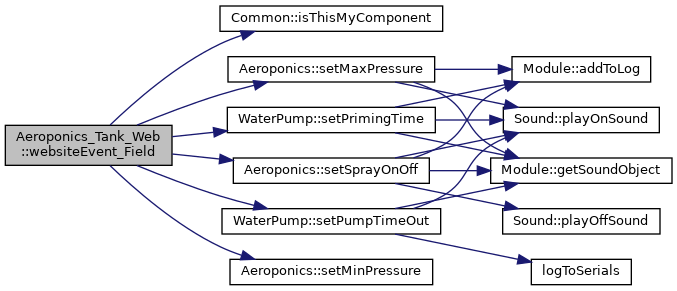 Common::isThisMyComponent
Aeroponics::setMaxPressure
Module::addToLog
WaterPump::setPrimingTime
Sound::playOnSound
Aeroponics_Tank_Web
::websiteEvent_Field
Aeroponics::setSprayOnOff
Module::getSoundObject
WaterPump::setPumpTimeOut
Sound::playOffSound
Aeroponics::setMinPressure
logToSerials